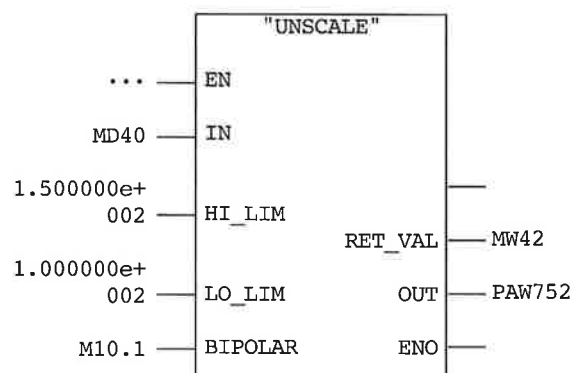 "UNSCALE"
... EN
MD40 IN
1.500000e+
002 HI_LIM
RET_VAL MW42
1.000000e+
002 LO_LIM OUT PAW752
M10.1 BIPOLAR ENO